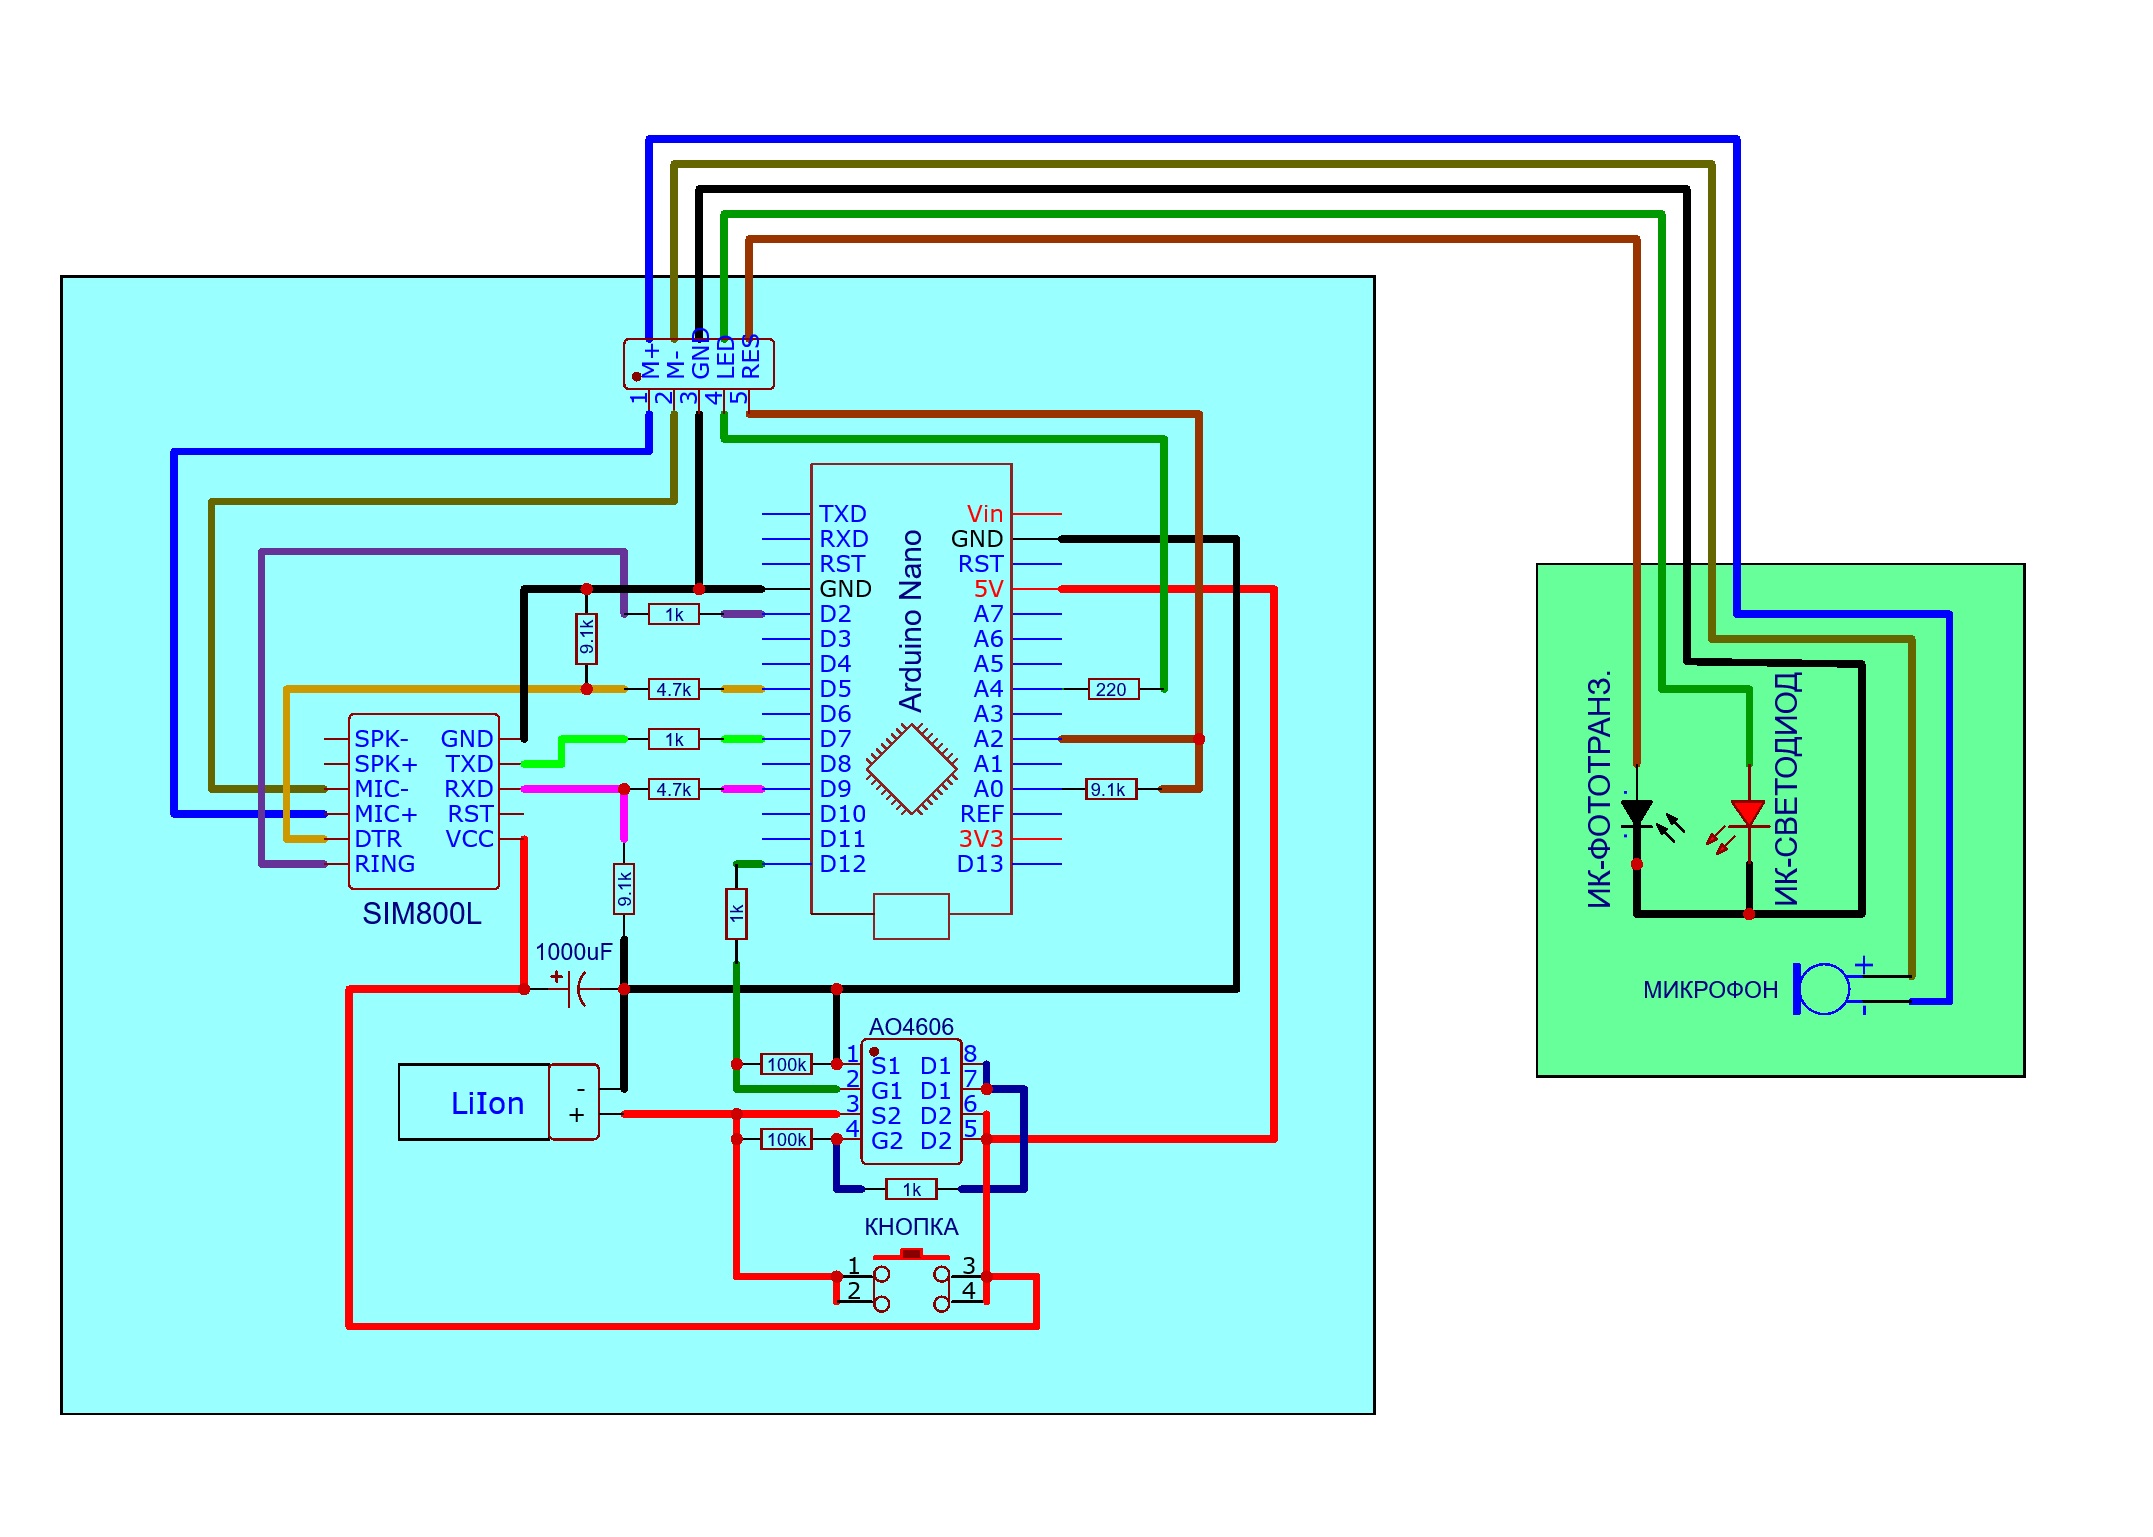 M+
M-
GND
LED
RES
1
2
3
4
5
TXD
RXD
RST
GND
D2
D3
D4
D5
D6
D7
D8
D9
D10
D11
D12
Arduino Nano
Vin
GND
RST
5V
A7
A6
A5
A4
A3
A2
A1
A0
REF
3V3
D13
1k
9.1k
4.7k
1k
4.7k
9.1k
1k
220
9.1k
SPK-
SPK+
MIC-
MIC+
DTR
RING
GND
TXD
RXD
RST
VCC
SIM800L
1000uF
+
LiIon
-
+
AO4606
1
2
3
4
S1
G1
S2
G2
D1
D1
D2
D2
8
7
6
5
100k
100k
1k
КНОПКА
1
2
3
4
ИК-ФОТОТРАНЗ.
ИК-СВЕТОДИОД
МИКРОФОН
+
-